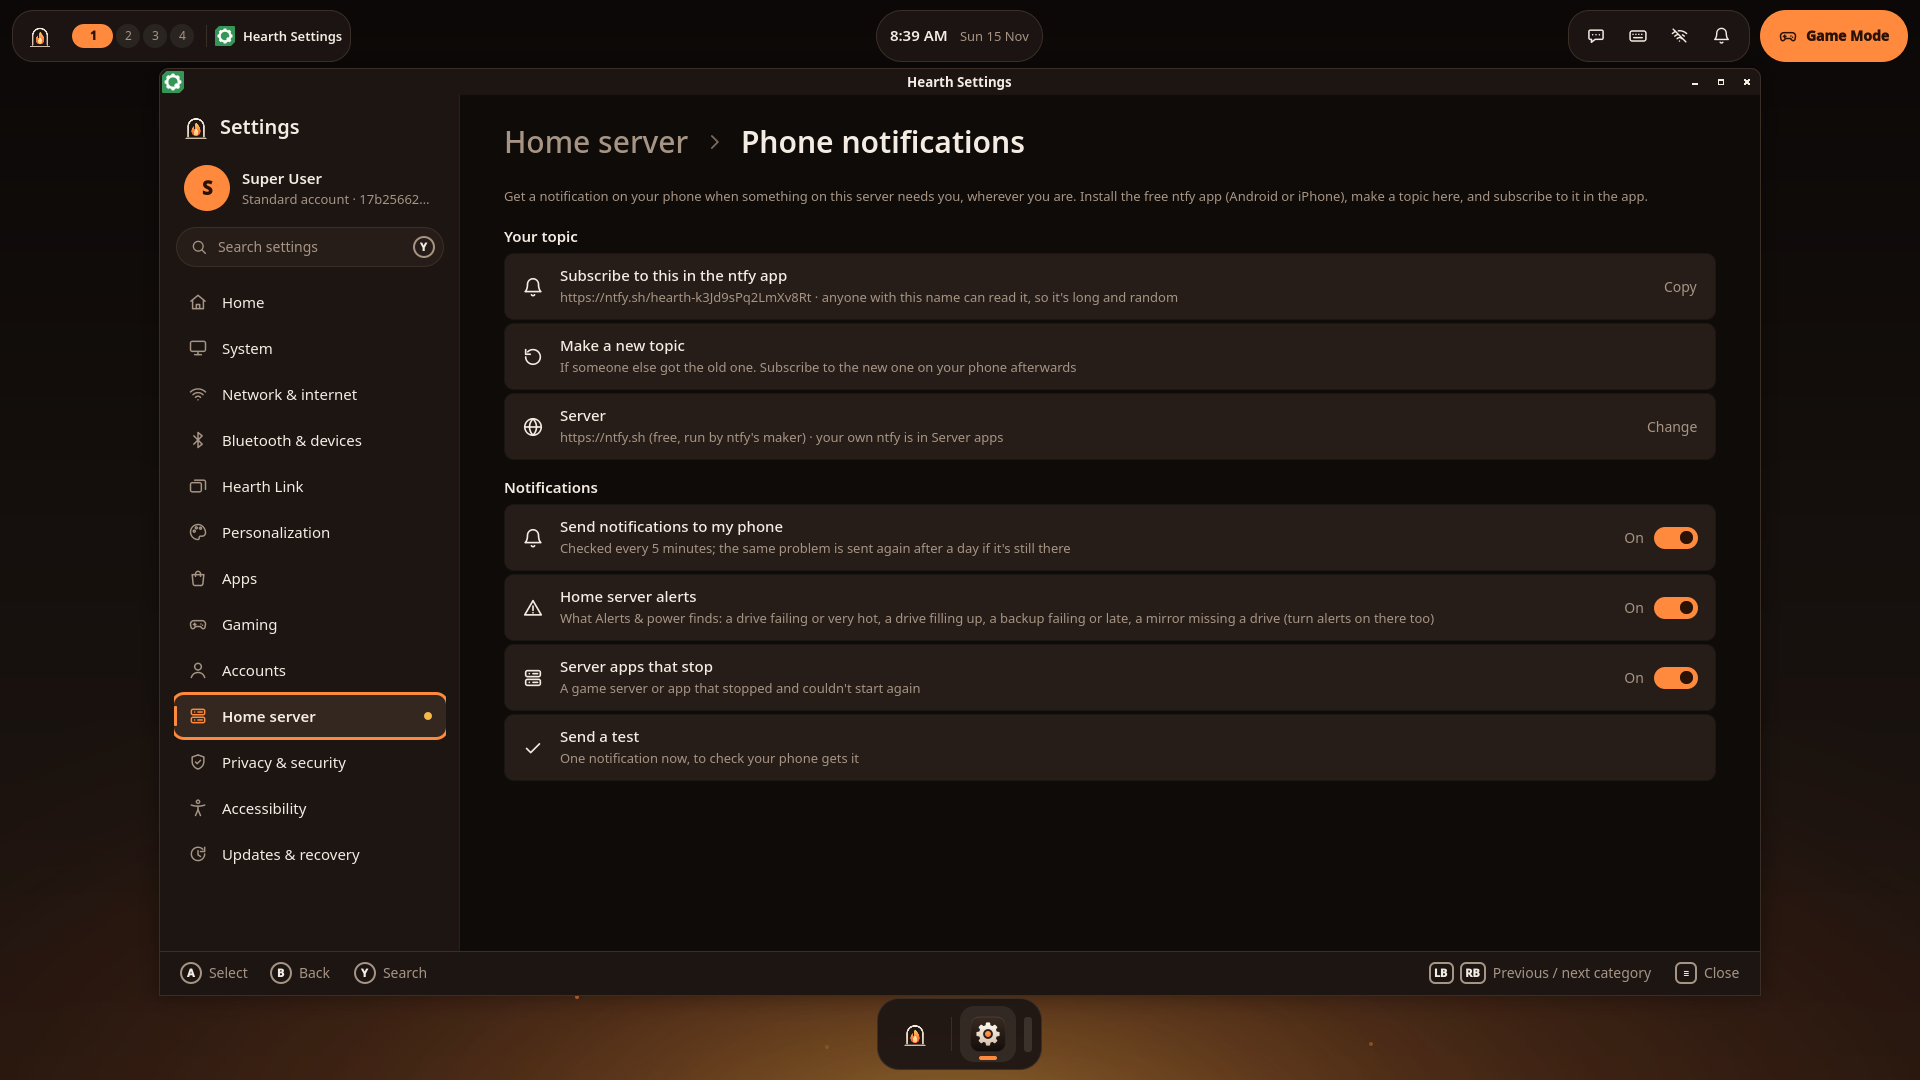 1 2 3 4 Hearth Settings
8:39 AM Sun 15 Nov
Game Mode
Hearth Settings
Settings
S
Super User
Standard account · 17b25662...
Search settings Y
Home
System
Network & internet
Bluetooth & devices
Hearth Link
Personalization
Apps
Gaming
Accounts
Home server
Privacy & security
Accessibility
Updates & recovery
Home server > Phone notifications
Get a notification on your phone when something on this server needs you, wherever you are. Install the free ntfy app (Android or iPhone), make a topic here, and subscribe to it in the app.
Your topic
Subscribe to this in the ntfy app
https://ntfy.sh/hearth-k3Jd9sPq2LmXv8Rt · anyone with this name can read it, so it's long and random
Copy
Make a new topic
If someone else got the old one. Subscribe to the new one on your phone afterwards
Server
https://ntfy.sh (free, run by ntfy's maker) · your own ntfy is in Server apps
Change
Notifications
Send notifications to my phone
Checked every 5 minutes; the same problem is sent again after a day if it's still there
On
Home server alerts
What Alerts & power finds: a drive failing or very hot, a drive filling up, a backup failing or late, a mirror missing a drive (turn alerts on there too)
On
Server apps that stop
A game server or app that stopped and couldn't start again
On
Send a test
One notification now, to check your phone gets it
A Select B Back Y Search
LB RB Previous / next category ≡ Close